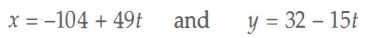 x = –104 + 49t and y = 32 – 15t